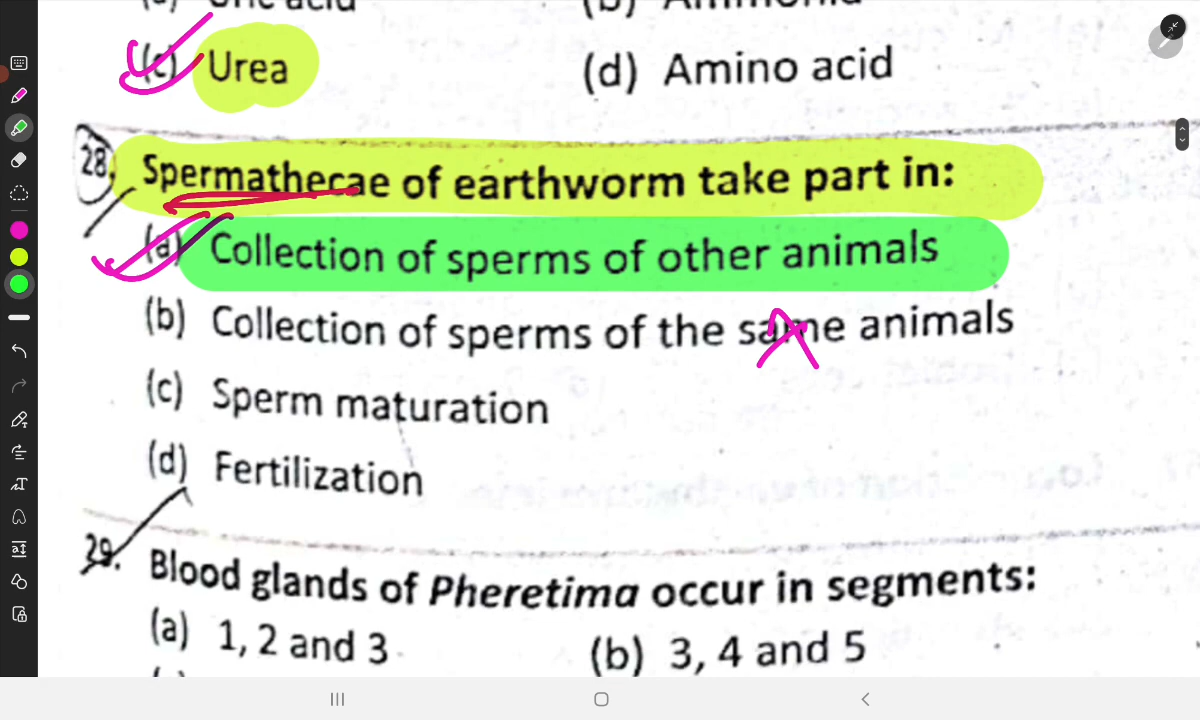 (c) Urea (d) Amino acid
28. Spermathecae of earthworm take part in:
(a) Collection of sperms of other animals
(b) Collection of sperms of the same animals
(c) Sperm maturation
(d) Fertilization
29. Blood glands of Pheretima occur in segments:
(a) 1, 2 and 3 (b) 3, 4 and 5